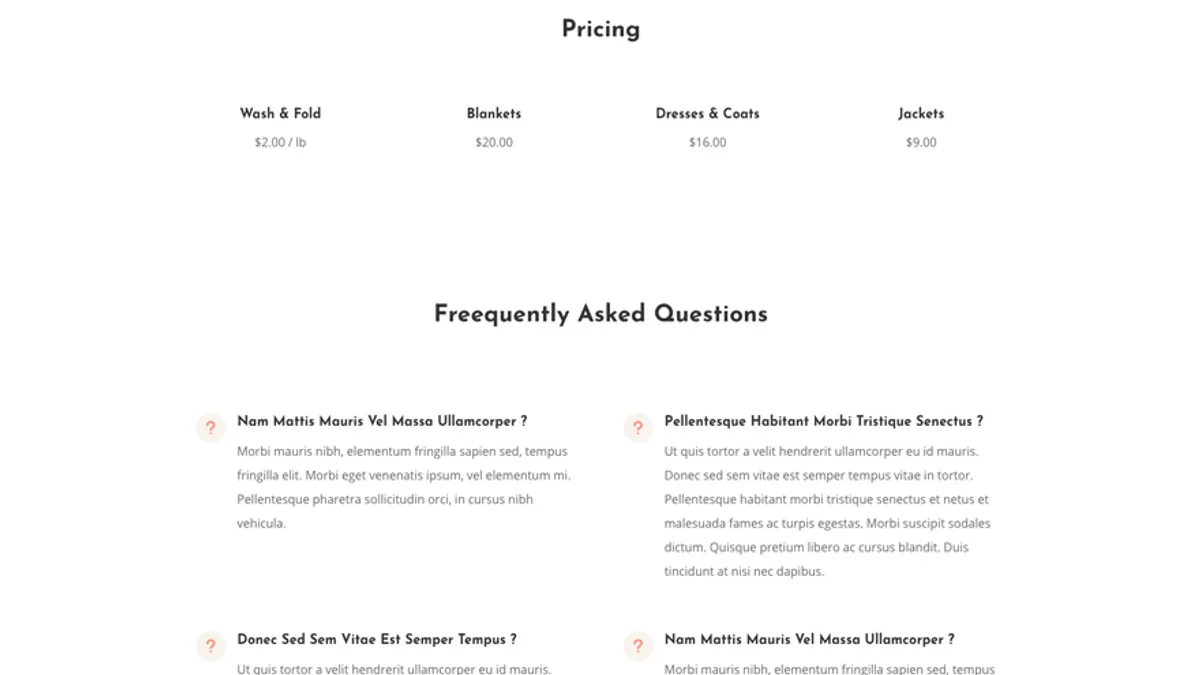 Pricing
Wash & Fold
$2.00 / lb
Blankets
$20.00
Dresses & Coats
$16.00
Jackets
$9.00
Freequently Asked Questions
?
Nam Mattis Mauris Vel Massa Ullamcorper ?
Morbi mauris nibh, elementum fringilla sapien sed, tempus
fringilla elit. Morbi eget venenatis ipsum, vel elementum mi.
Pellentesque pharetra sollicitudin orci, in cursus nibh
vehicula.
?
Pellentesque Habitant Morbi Tristique Senectus ?
Ut quis tortor a velit hendrerit ullamcorper eu id mauris.
Donec sed sem vitae est semper tempus vitae in tortor.
Pellentesque habitant morbi tristique senectus et netus et
malesuada fames ac turpis egestas. Morbi suscipit sodales
dictum. Quisque pretium libero ac cursus blandit. Duis
tincidunt at nisi nec dapibus.
?
Donec Sed Sem Vitae Est Semper Tempus ?
Ut quis tortor a velit hendrerit ullamcorper eu id mauris.
?
Nam Mattis Mauris Vel Massa Ullamcorper ?
Morbi mauris nibh, elementum fringilla sapien sed, tempus